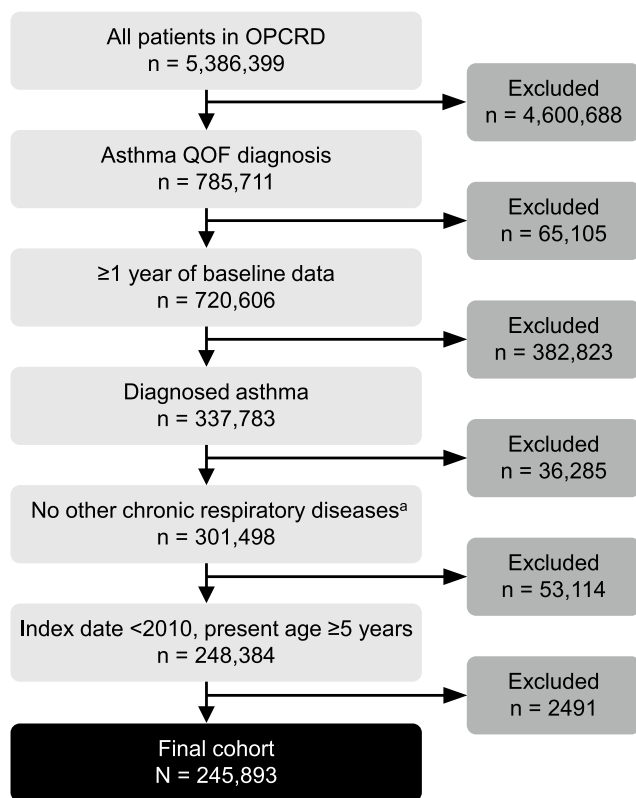 All patients in OPCRD
n = 5,386,399
Excluded
n = 4,600,688
Asthma QOF diagnosis
n = 785,711
Excluded
n = 65,105
≥1 year of baseline data
n = 720,606
Excluded
n = 382,823
Diagnosed asthma
n = 337,783
Excluded
n = 36,285
No other chronic respiratory diseasesᵃ
n = 301,498
Excluded
n = 53,114
Index date <2010, present age ≥5 years
n = 248,384
Excluded
n = 2491
Final cohort
N = 245,893